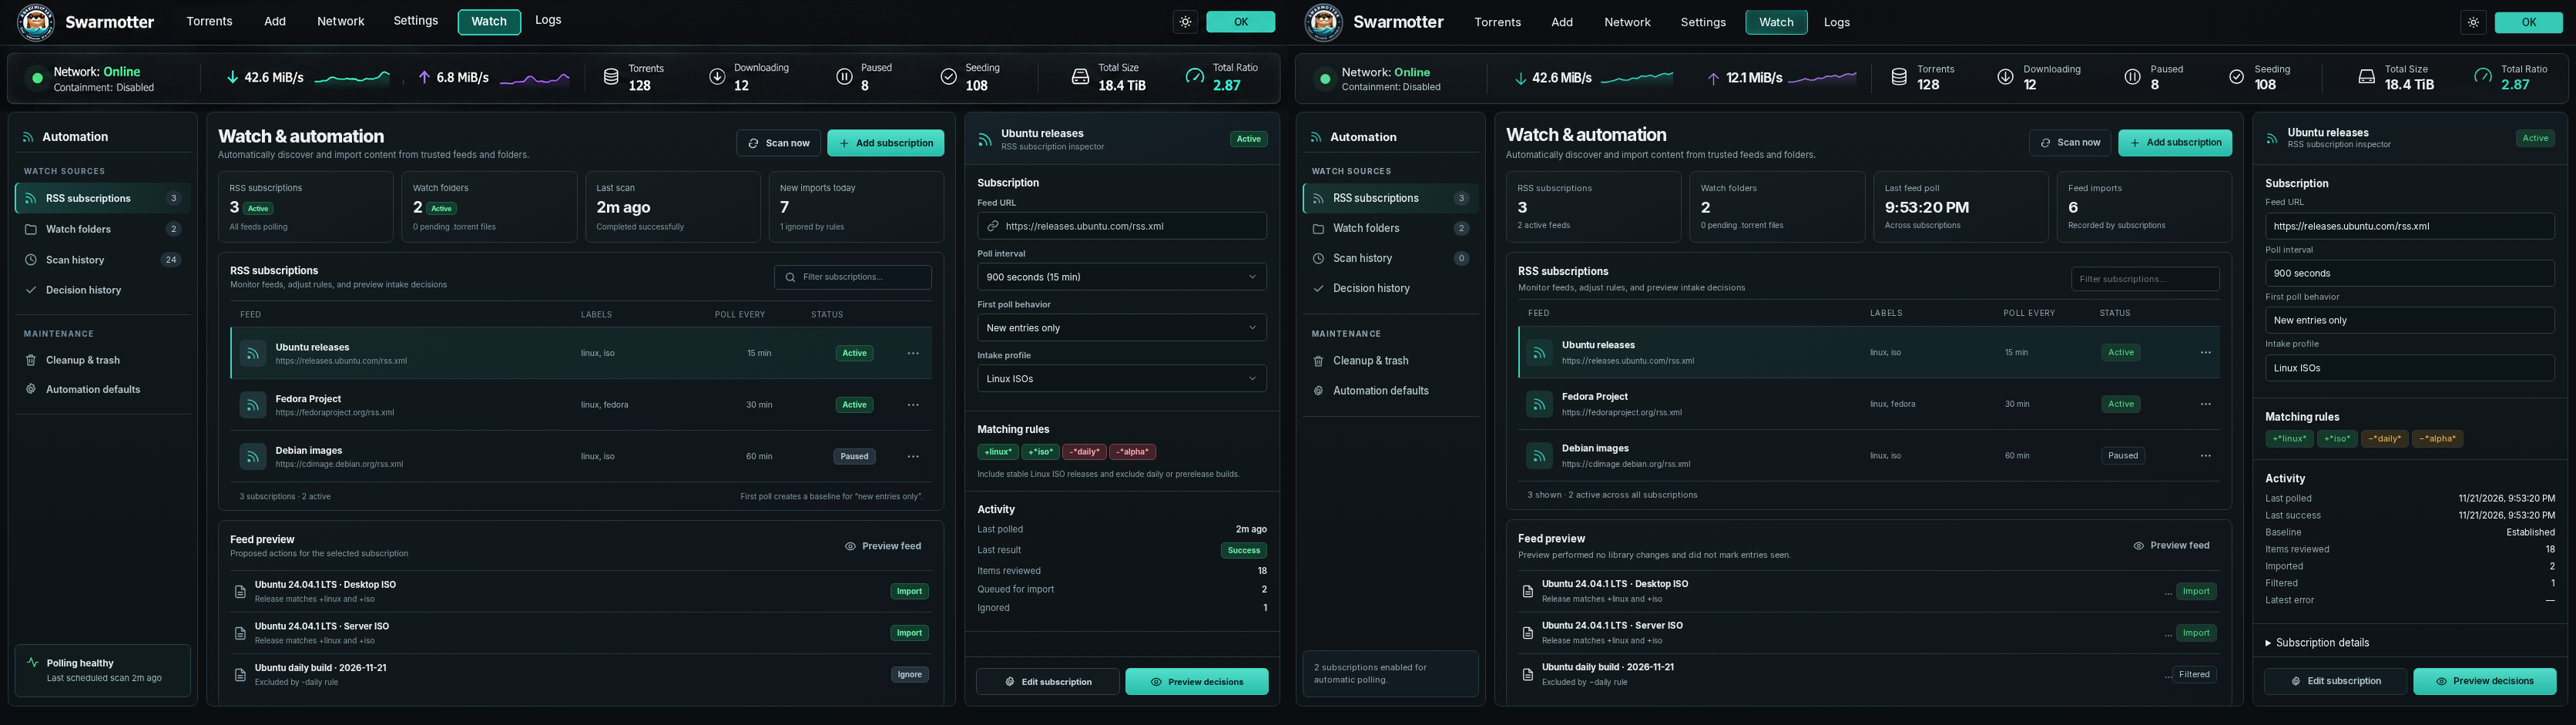 Swarmotter Torrents Add Network Settings Watch Logs OK
Network: Online
Containment: Disabled
42.6 MiB/s 6.8 MiB/s
Torrents 128
Downloading 12
Paused 8
Seeding 108
Total Size 18.4 TiB
Total Ratio 2.87
Automation
WATCH SOURCES
RSS subscriptions 3
Watch folders 2
Scan history 24
Decision history
MAINTENANCE
Cleanup & trash
Automation defaults
Polling healthy
Last scheduled scan 2m ago
Watch & automation
Automatically discover and import content from trusted feeds and folders.
Scan now Add subscription
RSS subscriptions
3 Active
All feeds polling
Watch folders
2 Active
0 pending .torrent files
Last scan
2m ago
Completed successfully
New imports today
7
1 ignored by rules
RSS subscriptions
Monitor feeds, adjust rules, and preview intake decisions
Filter subscriptions...
FEED LABELS POLL EVERY STATUS
Ubuntu releases
https://releases.ubuntu.com/rss.xml
linux, iso 15 min Active ...
Fedora Project
https://fedoraproject.org/rss.xml
linux, fedora 30 min Active ...
Debian images
https://cdimage.debian.org/rss.xml
linux, iso 60 min Paused ...
3 subscriptions · 2 active First poll creates a baseline for "new entries only".
Feed preview
Proposed actions for the selected subscription
Preview feed
Ubuntu 24.04.1 LTS · Desktop ISO
Release matches +linux and +iso
Import
Ubuntu 24.04.1 LTS · Server ISO
Release matches +linux and +iso
Import
Ubuntu daily build · 2026-11-21
Excluded by -daily rule
Ignore
Ubuntu releases
RSS subscription inspector
Active
Subscription
Feed URL
https://releases.ubuntu.com/rss.xml
Poll interval
900 seconds (15 min)
First poll behavior
New entries only
Intake profile
Linux ISOs
Matching rules
+linux* +*iso* -*daily* -*alpha*
Include stable Linux ISO releases and exclude daily or prerelease builds.
Activity
Last polled 2m ago
Last result Success
Items reviewed 18
Queued for import 2
Ignored 1
Edit subscription Preview decisions
Swarmotter Torrents Add Network Settings Watch Logs OK
Network: Online
Containment: Disabled
42.6 MiB/s 12.1 MiB/s
Torrents 128
Downloading 12
Paused 8
Seeding 108
Total Size 18.4 TiB
Total Ratio 2.87
Automation
WATCH SOURCES
RSS subscriptions 3
Watch folders 2
Scan history 0
Decision history
MAINTENANCE
Cleanup & trash
Automation defaults
2 subscriptions enabled for
automatic polling.
Watch & automation
Automatically discover and import content from trusted feeds and folders.
Scan now Add subscription
RSS subscriptions
3
2 active feeds
Watch folders
2
0 pending .torrent files
Last feed poll
9:53:20 PM
Across subscriptions
Feed imports
6
Recorded by subscriptions
RSS subscriptions
Monitor feeds, adjust rules, and preview intake decisions
Filter subscriptions...
FEED LABELS POLL EVERY STATUS
Ubuntu releases
https://releases.ubuntu.com/rss.xml
linux, iso 15 min Active ...
Fedora Project
https://fedoraproject.org/rss.xml
linux, fedora 30 min Active ...
Debian images
https://cdimage.debian.org/rss.xml
linux, iso 60 min Paused ...
3 shown · 2 active across all subscriptions
Feed preview
Preview performed no library changes and did not mark entries seen.
Preview feed
Ubuntu 24.04.1 LTS · Desktop ISO
Release matches +linux and +iso
... Import
Ubuntu 24.04.1 LTS · Server ISO
Release matches +linux and +iso
... Import
Ubuntu daily build · 2026-11-21
Excluded by −daily rule
... Filtered
Ubuntu releases
RSS subscription inspector
Active
Subscription
Feed URL
https://releases.ubuntu.com/rss.xml
Poll interval
900 seconds
First poll behavior
New entries only
Intake profile
Linux ISOs
Matching rules
+*linux* +*iso* −*daily* −*alpha*
Activity
Last polled 11/21/2026, 9:53:20 PM
Last success 11/21/2026, 9:53:20 PM
Baseline Established
Items reviewed 18
Imported 2
Filtered 1
Latest error —
Subscription details
Edit subscription Preview decisions